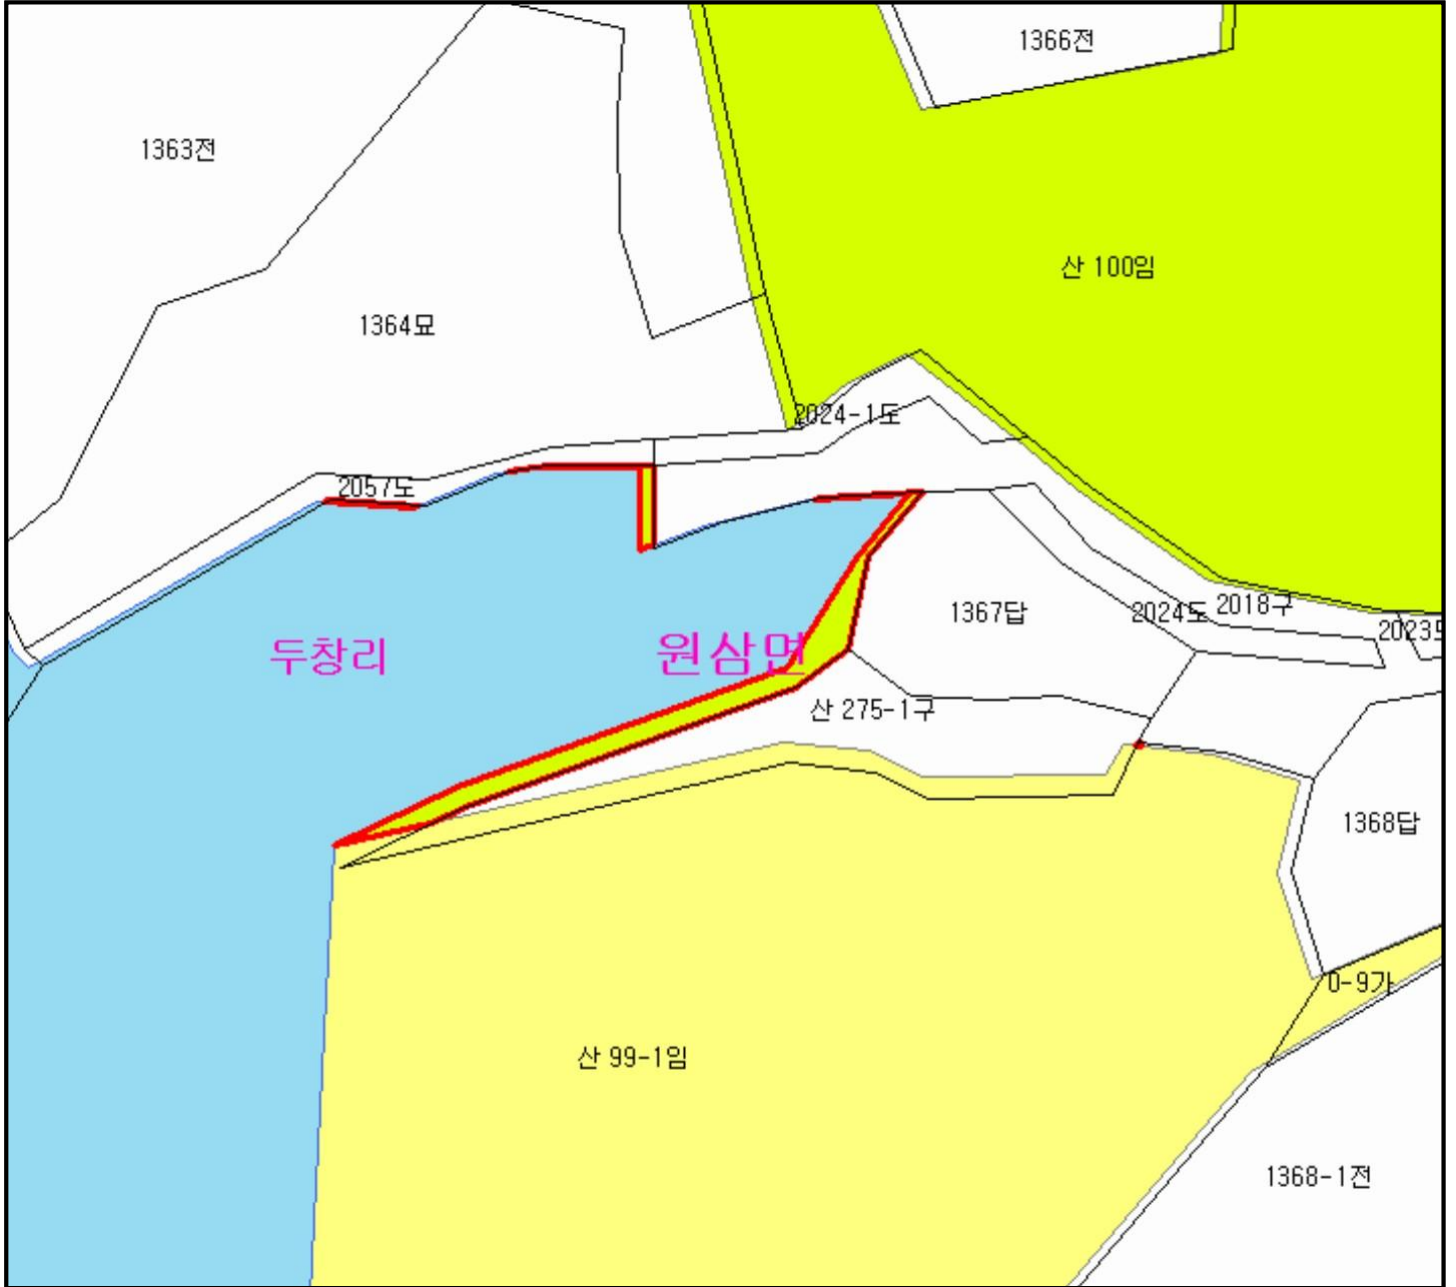 1366전
1363전
산 100임
1364묘
2024-1도
2057도
1367답
2024도
2018구
두창리
원삼면
산 275-1구
1368답
0-9가
산 99-1임
1368-1전